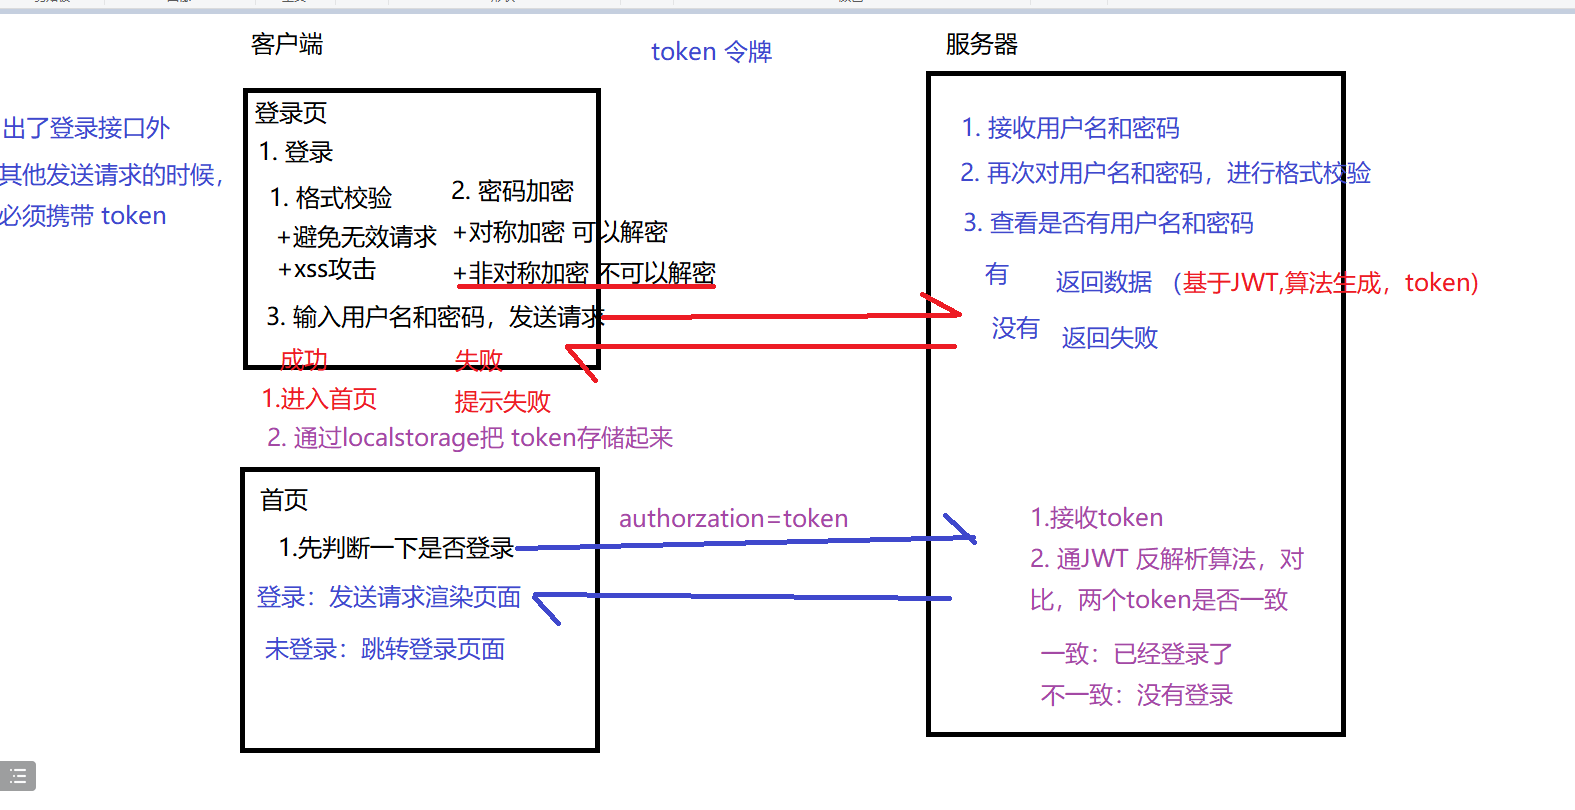 客户端
token 令牌
服务器
出了登录接口外
其他发送请求的时候，
必须携带 token
登录页
1. 登录
1. 格式校验
+避免无效请求
+xss攻击
2. 密码加密
+对称加密 可以解密
+非对称加密 不可以解密
3. 输入用户名和密码，发送请求
成功
失败
1.进入首页
提示失败
2. 通过localstorage把 token存储起来
1. 接收用户名和密码
2. 再次对用户名和密码，进行格式校验
3. 查看是否有用户名和密码
有
返回数据 （基于JWT,算法生成，token)
没有
返回失败
首页
1.先判断一下是否登录
登录：发送请求渲染页面
未登录：跳转登录页面
authorzation=token
1.接收token
2. 通JWT 反解析算法，对
比，两个token是否一致
一致：已经登录了
不一致：没有登录